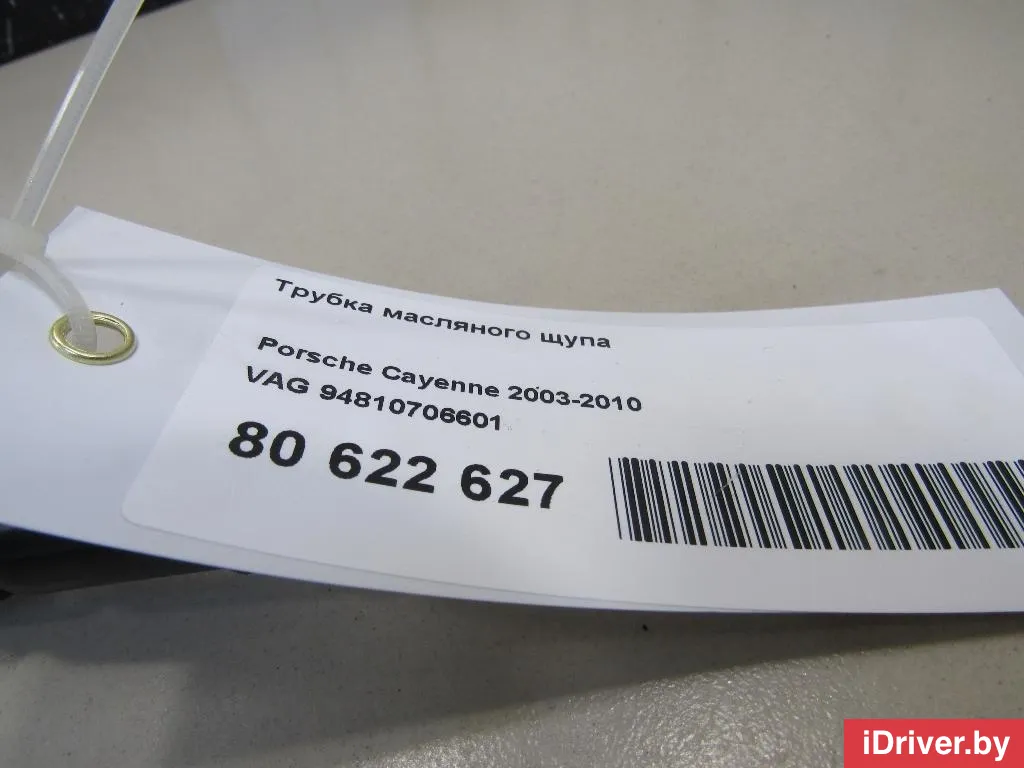 Трубка масляного щупа
Porsche Cayenne 2003-2010
VAG 94810706601
80 622 627
iDriver.by